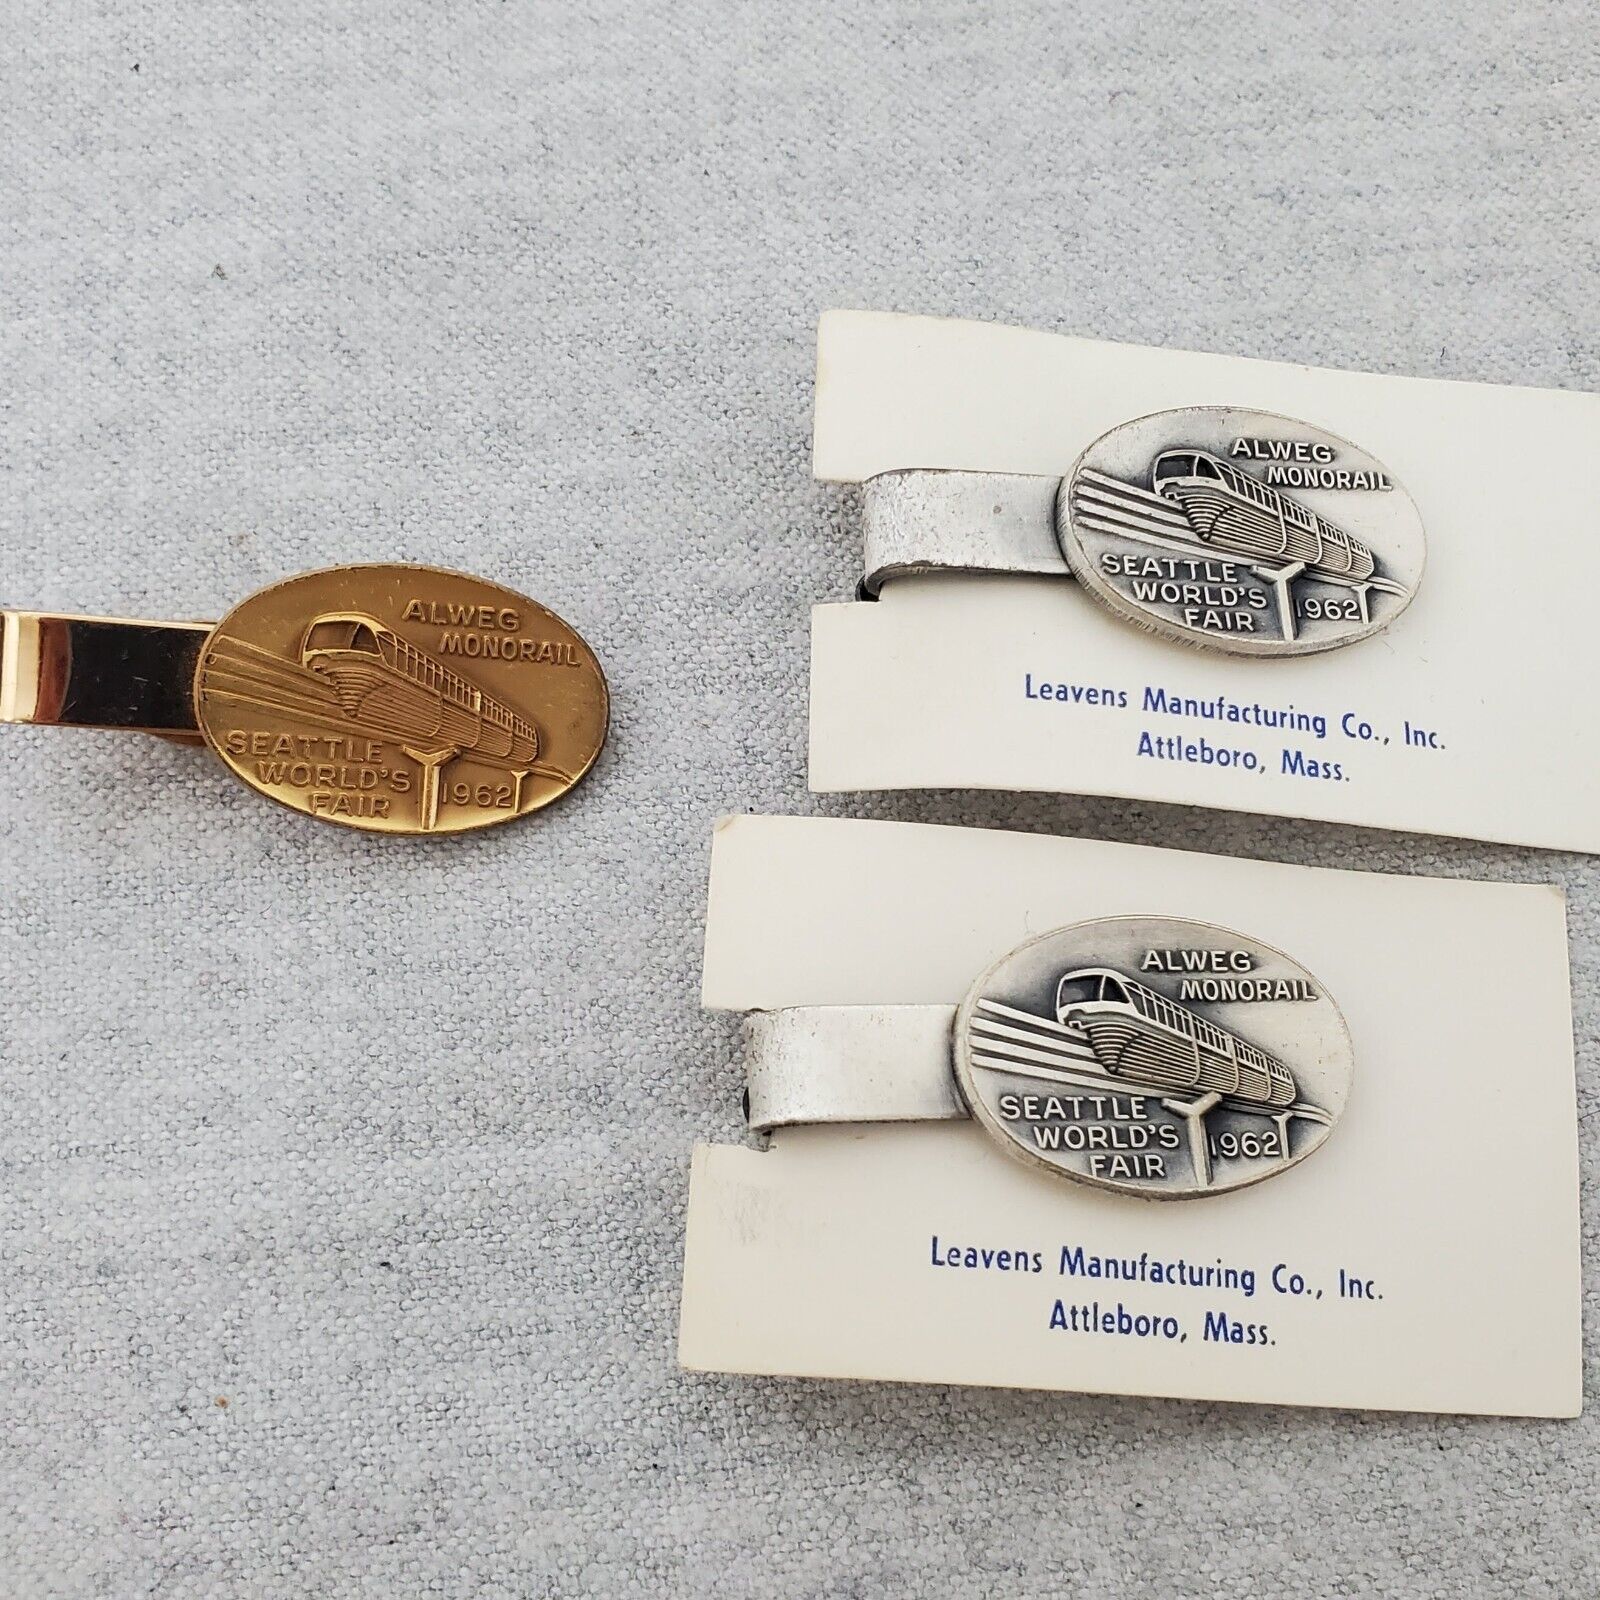 ALWEG
MONORAIL
SEATTLE
WORLD'S
FAIR
1962
ALWEG
MONORAIL
SEATTLE
WORLD'S
FAIR
1962
Leavens Manufacturing Co., Inc.
Attleboro, Mass.
ALWEG
MONORAIL
SEATTLE
WORLD'S
FAIR
1962
Leavens Manufacturing Co., Inc.
Attleboro, Mass.